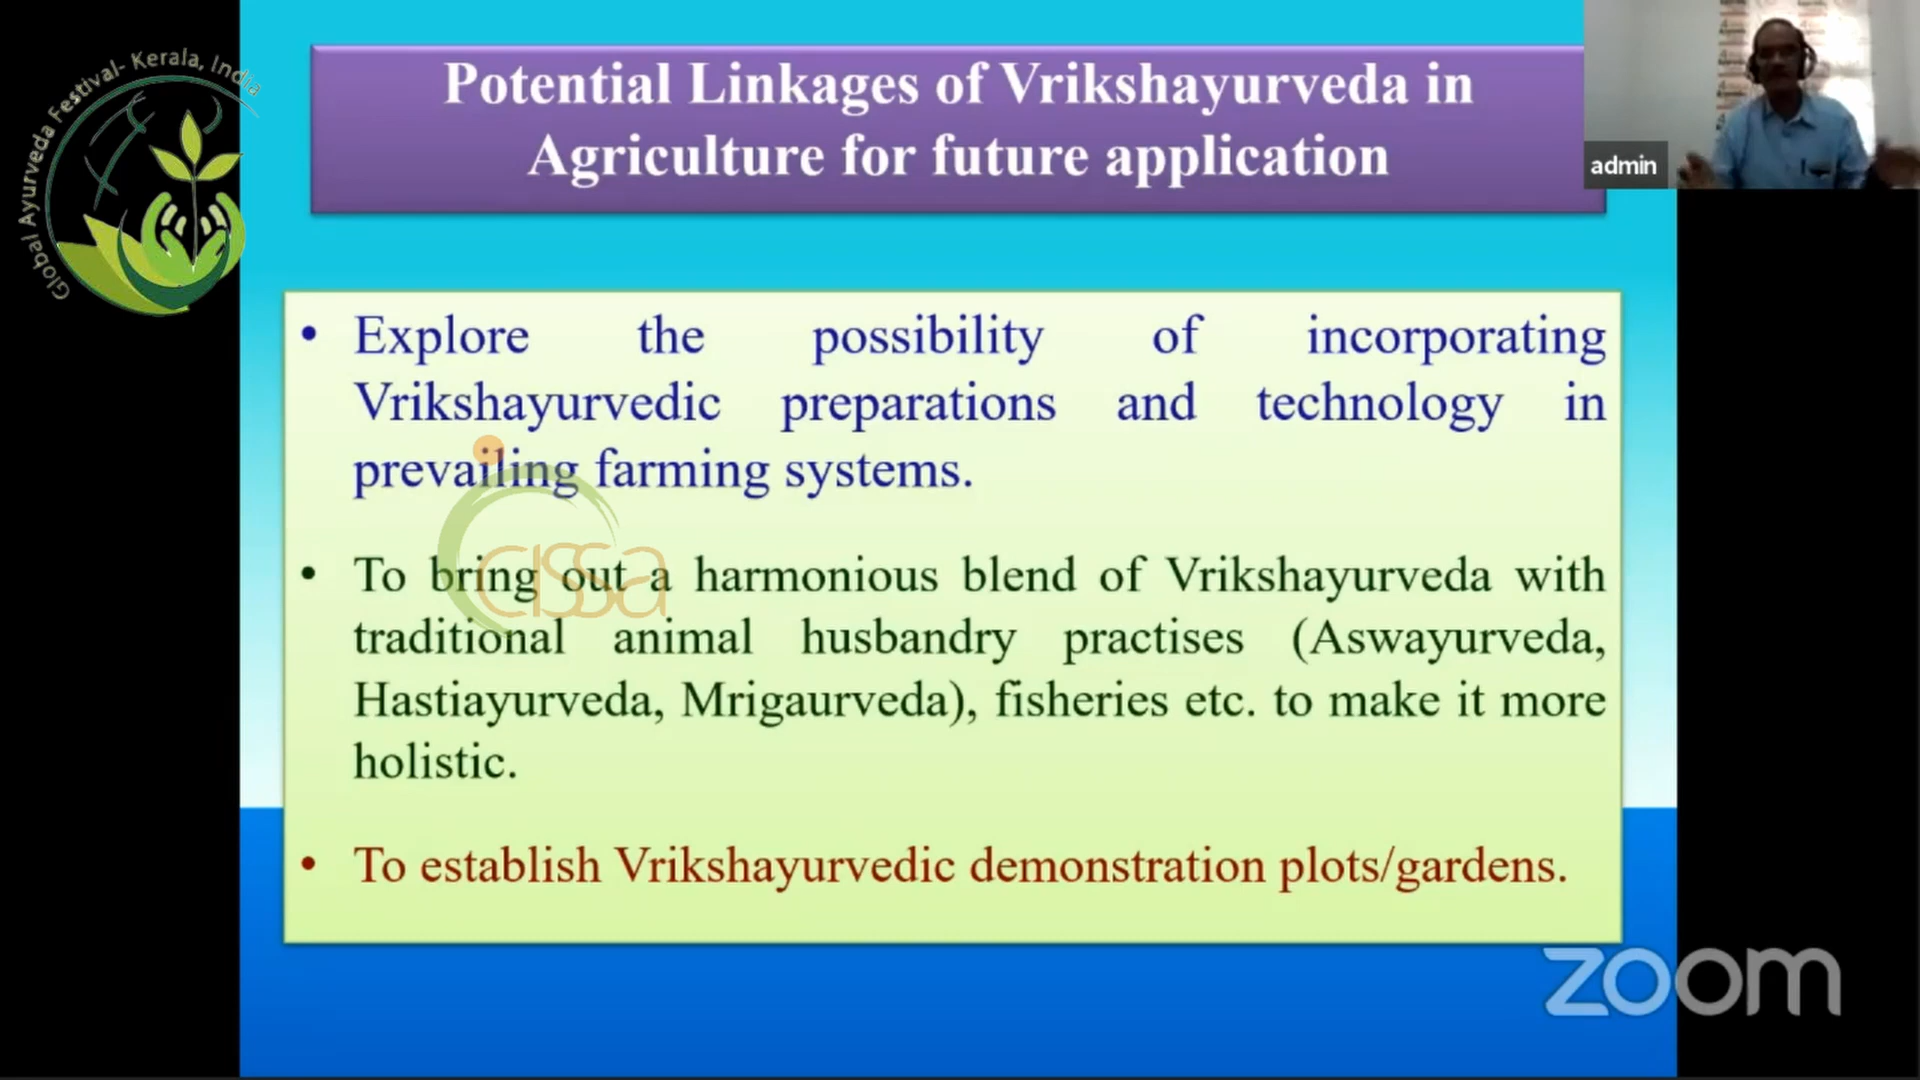 Global Ayurveda Festival- Kerala, India
Potential Linkages of Vrikshayurveda in
Agriculture for future application
admin
• Explore the possibility of incorporating
Vrikshayurvedic preparations and technology in
prevailing farming systems.
• To bring out a harmonious blend of Vrikshayurveda with
traditional animal husbandry practises (Aswayurveda,
Hastiayurveda, Mrigaurveda), fisheries etc. to make it more
holistic.
• To establish Vrikshayurvedic demonstration plots/gardens.
cissa
zoom